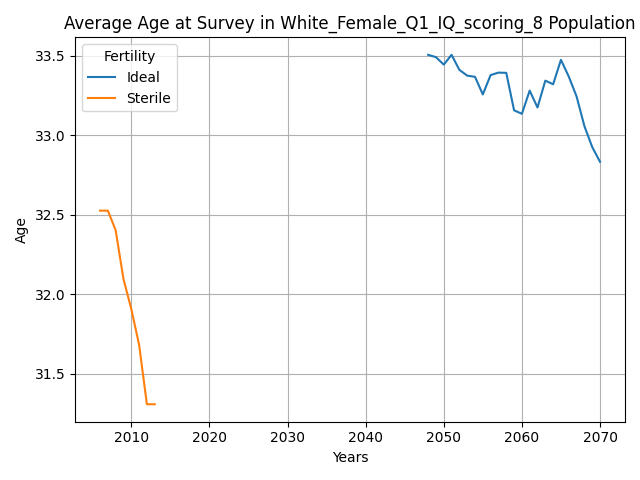 Average Age at Survey in White_Female_Q1_IQ_scoring_8 Population
Fertility
Ideal
Sterile
33.5
33.0
32.5
32.0
31.5
Age
2010 2020 2030 2040 2050 2060 2070
Years